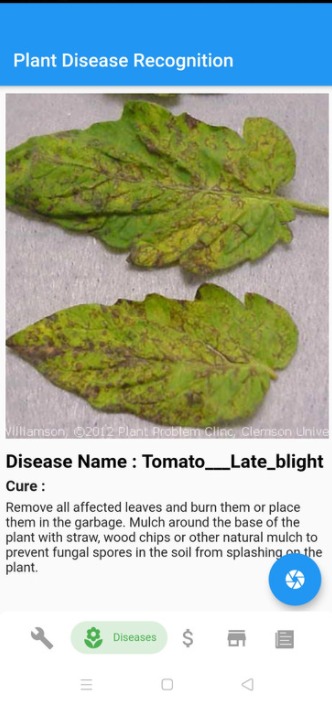 Plant Disease Recognition
Williamson, ©2012 Plant Problem Clinic, Clemson Unive
Disease Name : Tomato___Late_blight
Cure :
Remove all affected leaves and burn them or place
them in the garbage. Mulch around the base of the
plant with straw, wood chips or other natural mulch to
prevent fungal spores in the soil from splashing on the
plant.
Diseases